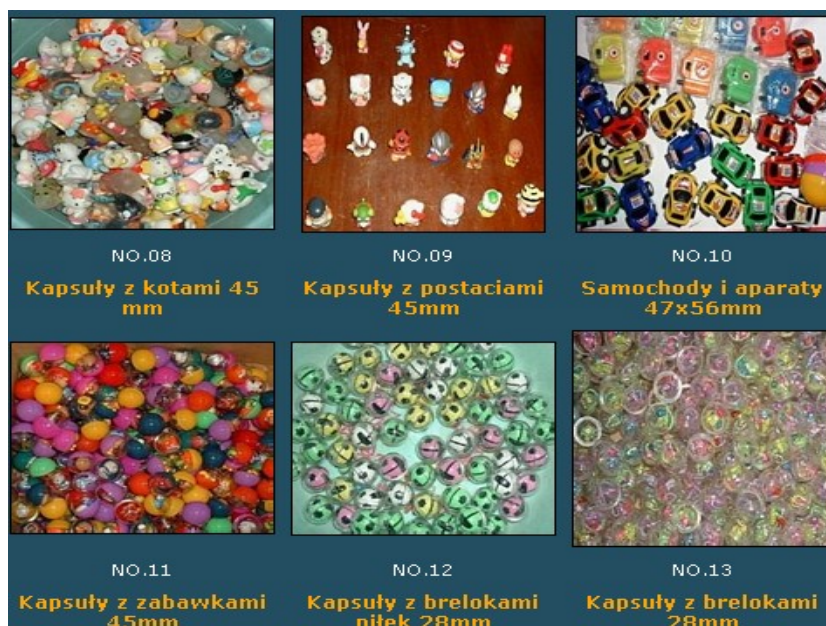 NO.08
Kapsuły z kotami 45
mm
NO.09
Kapsuły z postaciami
45mm
NO.10
Samochody i aparaty
47x56mm
NO.11
Kapsuły z zabawkami
45mm
NO.12
Kapsuły z brelokami
piłek 28mm
NO.13
Kapsuły z brelokami
28mm